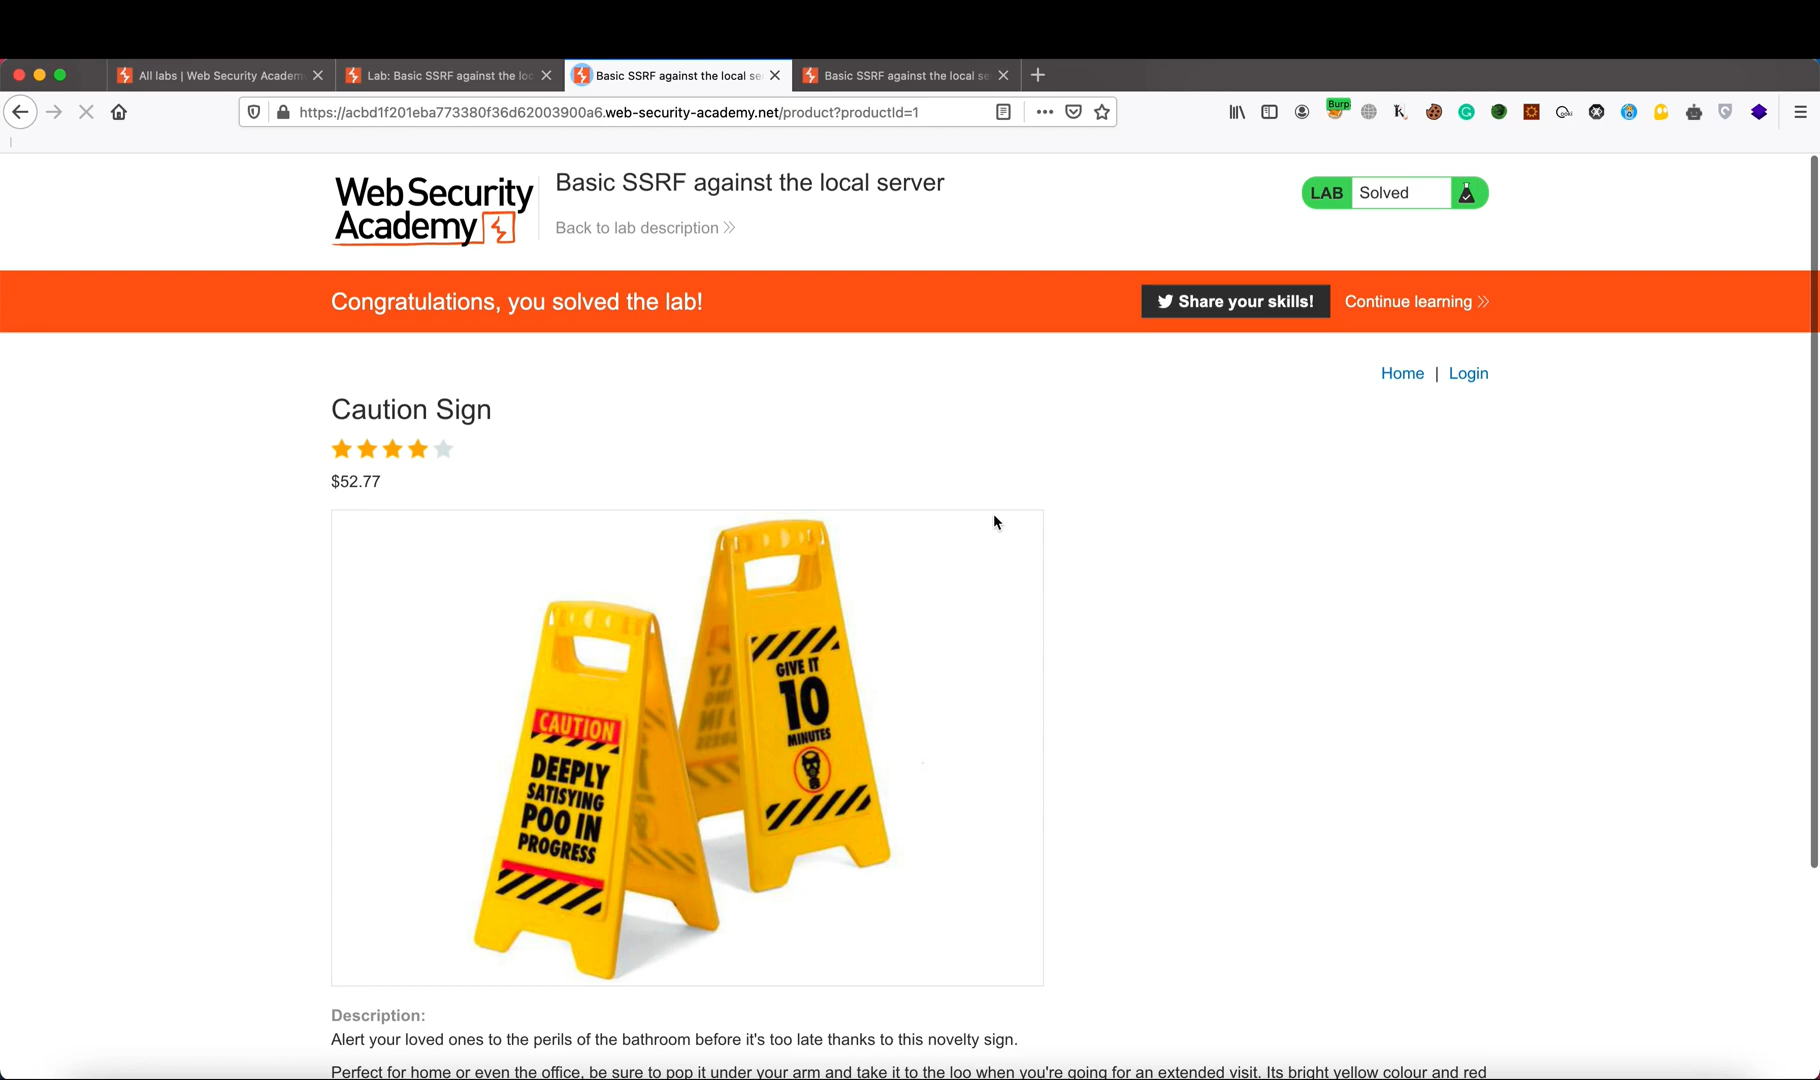 All labs | Web Security Academ
Lab: Basic SSRF against the loc
Basic SSRF against the local se
Basic SSRF against the local se
https://acbd1f201eba773380f36d62003900a6.web-security-academy.net/product?productId=1
Burp
WebSecurity
Academy
Basic SSRF against the local server
Back to lab description
LAB Solved
Congratulations, you solved the lab!
Share your skills!
Continue learning
Home | Login
Caution Sign
$52.77
GIVE IT
10
MINUTES
CAUTION
DEEPLY
SATISYING
POO IN
PROGRESS
Description:
Alert your loved ones to the perils of the bathroom before it's too late thanks to this novelty sign.
Perfect for home or even the office, be sure to pop it under your arm and take it to the loo when you're going for an extended visit. Its bright yellow colour and red